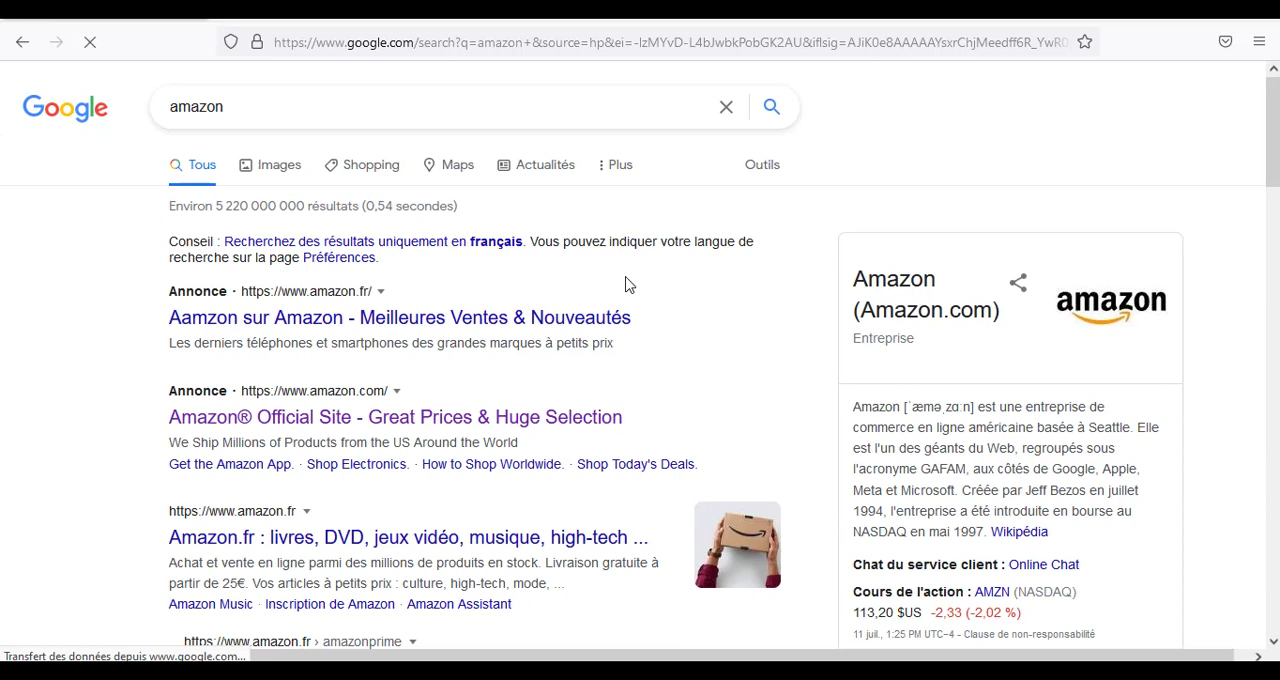 https://www.google.com/search?q=amazon+&source=hp&ei=-IzMYvD-L4bJwbkPobGK2AU&iflsig=AJiK0e8AAAAAYsxrChjMeedff6R_YwR0
Google
amazon
Tous Images Shopping Maps Actualités Plus Outils
Environ 5 220 000 000 résultats (0,54 secondes)
Conseil : Recherchez des résultats uniquement en français. Vous pouvez indiquer votre langue de
recherche sur la page Préférences.
Annonce · https://www.amazon.fr/
Aamzon sur Amazon - Meilleures Ventes & Nouveautés
Les derniers téléphones et smartphones des grandes marques à petits prix
Annonce · https://www.amazon.com/
Amazon® Official Site - Great Prices & Huge Selection
We Ship Millions of Products from the US Around the World
Get the Amazon App. · Shop Electronics. · How to Shop Worldwide. · Shop Today's Deals.
https://www.amazon.fr
Amazon.fr : livres, DVD, jeux vidéo, musique, high-tech ...
Achat et vente en ligne parmi des millions de produits en stock. Livraison gratuite à
partir de 25€. Vos articles à petits prix : culture, high-tech, mode, ...
Amazon Music · Inscription de Amazon · Amazon Assistant
https://www.amazon.fr › amazonprime
Amazon
(Amazon.com)
Entreprise
amazon
Amazon [ˈæməˌzɑːn] est une entreprise de
commerce en ligne américaine basée à Seattle. Elle
est l'un des géants du Web, regroupés sous
l'acronyme GAFAM, aux côtés de Google, Apple,
Meta et Microsoft. Créée par Jeff Bezos en juillet
1994, l'entreprise a été introduite en bourse au
NASDAQ en mai 1997. Wikipédia
Chat du service client : Online Chat
Cours de l'action : AMZN (NASDAQ)
113,20 $US -2,33 (-2,02 %)
11 juil., 1:25 PM UTC−4 - Clause de non-responsabilité
Transfert des données depuis www.google.com...